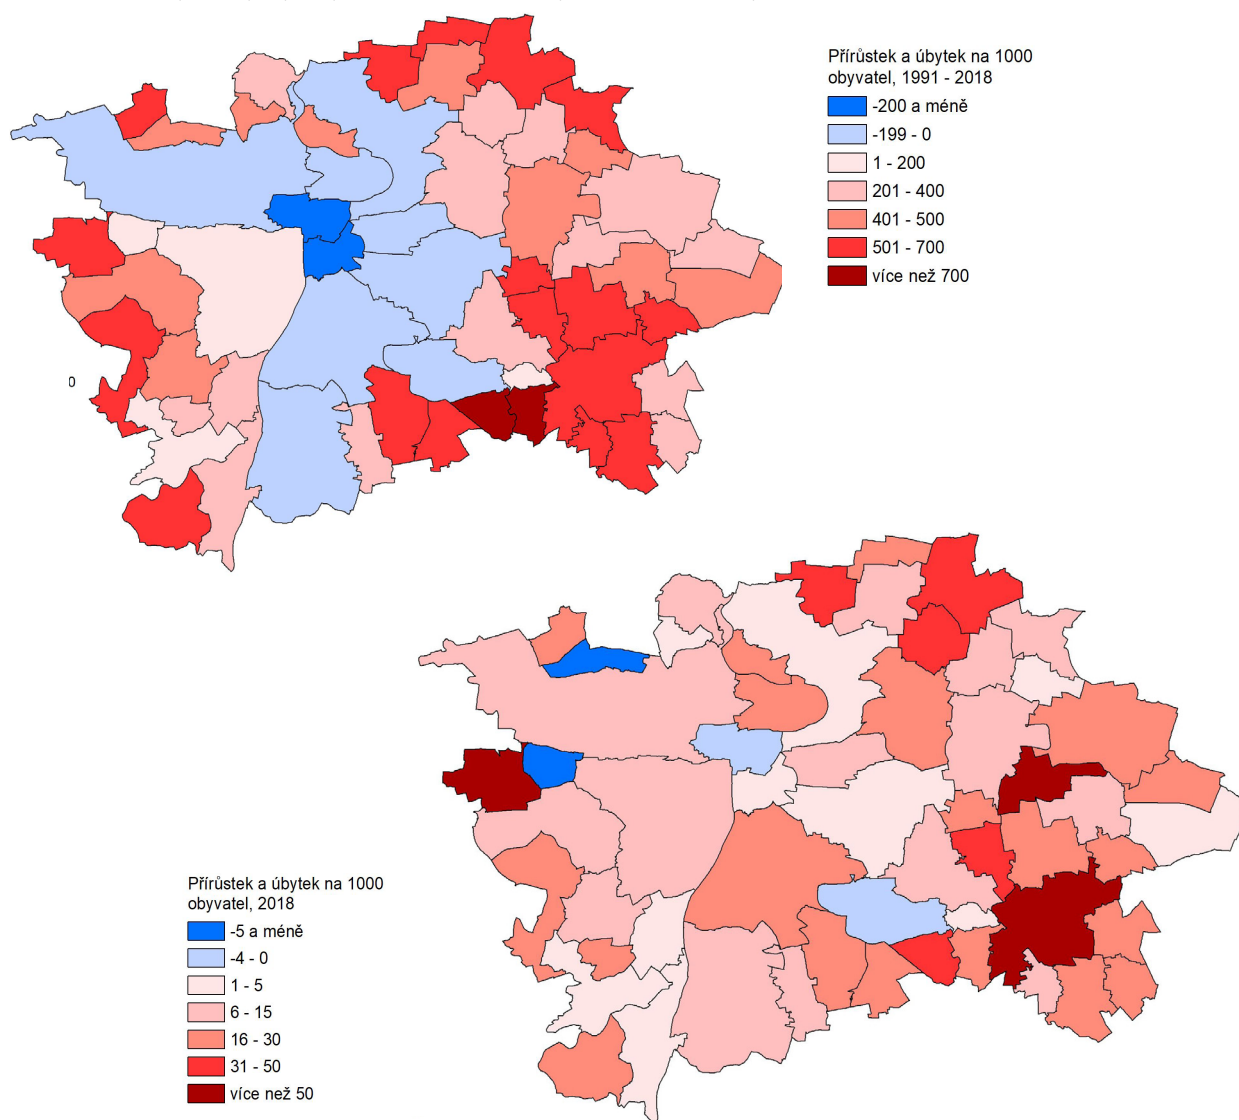 Přírůstek a úbytek na 1000
obyvatel, 1991 - 2018
-200 a méně
-199 - 0
1 - 200
201 - 400
401 - 500
501 - 700
více než 700
0
Přírůstek a úbytek na 1000
obyvatel, 2018
-5 a méně
-4 - 0
1 - 5
6 - 15
16 - 30
31 - 50
více než 50